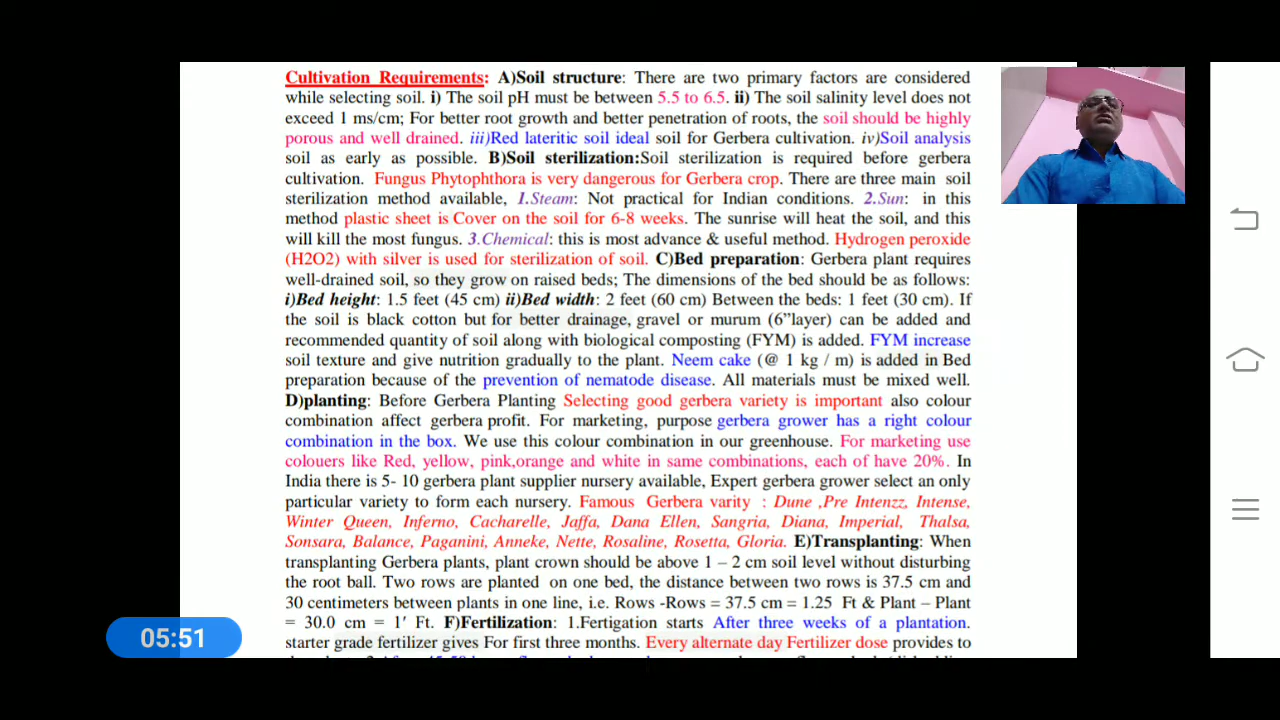 Cultivation Requirements: A)Soil structure: There are two primary factors are considered
while selecting soil. i) The soil pH must be between 5.5 to 6.5. ii) The soil salinity level does not
exceed 1 ms/cm; For better root growth and better penetration of roots, the soil should be highly
porous and well drained. iii)Red lateritic soil ideal soil for Gerbera cultivation. iv)Soil analysis
soil as early as possible. B)Soil sterilization:Soil sterilization is required before gerbera
cultivation. Fungus Phytophthora is very dangerous for Gerbera crop. There are three main soil
sterilization method available, 1.Steam: Not practical for Indian conditions. 2.Sun: in this
method plastic sheet is Cover on the soil for 6-8 weeks. The sunrise will heat the soil, and this
will kill the most fungus. 3.Chemical: this is most advance & useful method. Hydrogen peroxide
(H2O2) with silver is used for sterilization of soil. C)Bed preparation: Gerbera plant requires
well-drained soil, so they grow on raised beds; The dimensions of the bed should be as follows:
i)Bed height: 1.5 feet (45 cm) ii)Bed width: 2 feet (60 cm) Between the beds: 1 feet (30 cm). If
the soil is black cotton but for better drainage, gravel or murum (6”layer) can be added and
recommended quantity of soil along with biological composting (FYM) is added. FYM increase
soil texture and give nutrition gradually to the plant. Neem cake (@ 1 kg / m) is added in Bed
preparation because of the prevention of nematode disease. All materials must be mixed well.
D)planting: Before Gerbera Planting Selecting good gerbera variety is important also colour
combination affect gerbera profit. For marketing, purpose gerbera grower has a right colour
combination in the box. We use this colour combination in our greenhouse. For marketing use
colouers like Red, yellow, pink,orange and white in same combinations, each of have 20%. In
India there is 5- 10 gerbera plant supplier nursery available, Expert gerbera grower select an only
particular variety to form each nursery. Famous Gerbera varity : Dune ,Pre Intenzz, Intense,
Winter Queen, Inferno, Cacharelle, Jaffa, Dana Ellen, Sangria, Diana, Imperial, Thalsa,
Sonsara, Balance, Paganini, Anneke, Nette, Rosaline, Rosetta, Gloria. E)Transplanting: When
transplanting Gerbera plants, plant crown should be above 1 – 2 cm soil level without disturbing
the root ball. Two rows are planted on one bed, the distance between two rows is 37.5 cm and
30 centimeters between plants in one line, i.e. Rows -Rows = 37.5 cm = 1.25 Ft & Plant – Plant
= 30.0 cm = 1′ Ft. F)Fertilization: 1.Fertigation starts After three weeks of a plantation.
starter grade fertilizer gives For first three months. Every alternate day Fertilizer dose provides to
05:51